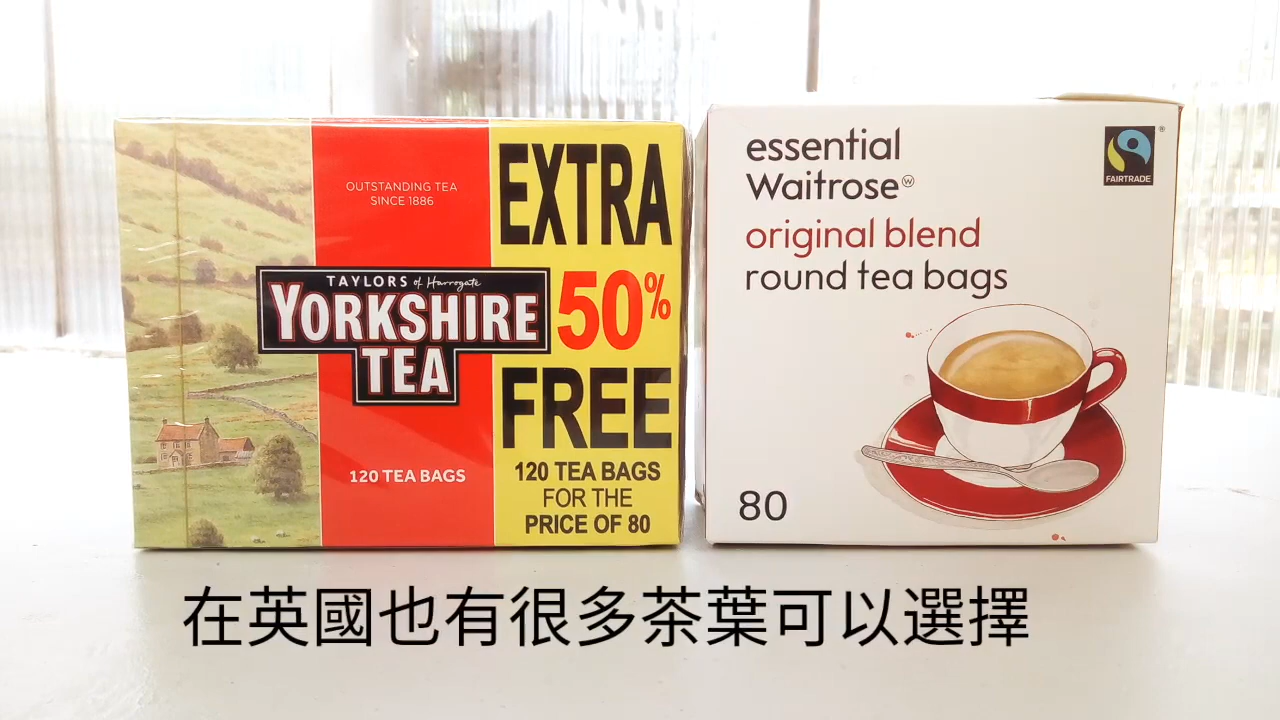 OUTSTANDING TEA
SINCE 1886
TAYLORS of Harrogate
YORKSHIRE
TEA
120 TEA BAGS
EXTRA
50%
FREE
120 TEA BAGS
FOR THE
PRICE OF 80
essential
Waitrose
original blend
round tea bags
FAIRTRADE
80
在英國也有很多茶葉可以選擇